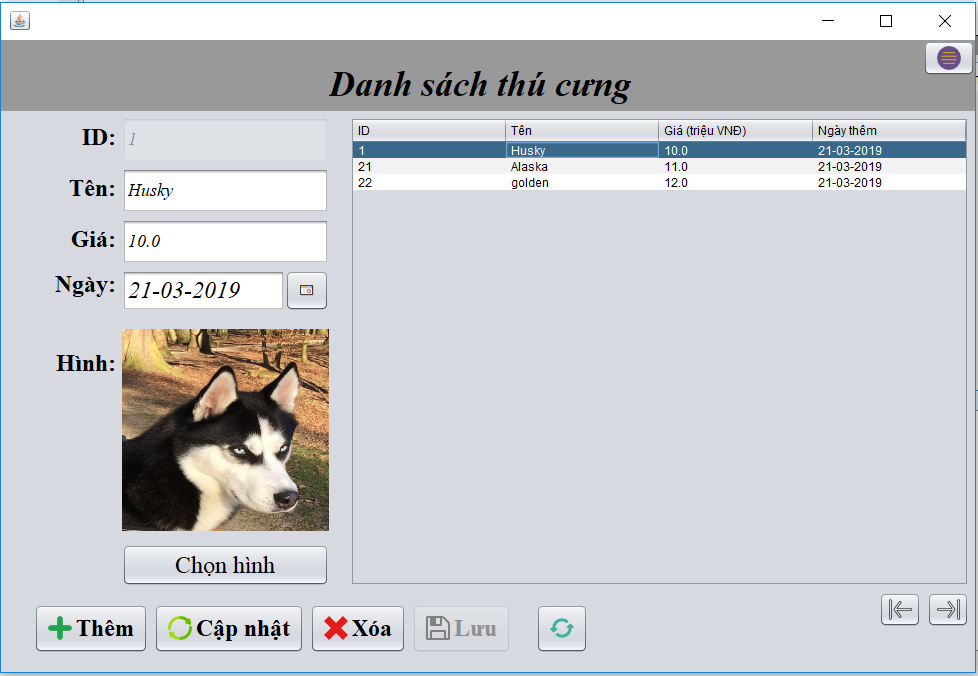 Danh sách thú cưng
ID: 1
Tên: Husky
Giá: 10.0
Ngày: 21-03-2019
Hình:
Chọn hình
ID Tên Giá (triệu VNĐ) Ngày thêm
1 Husky 10.0 21-03-2019
21 Alaska 11.0 21-03-2019
22 golden 12.0 21-03-2019
Thêm Cập nhật Xóa Lưu